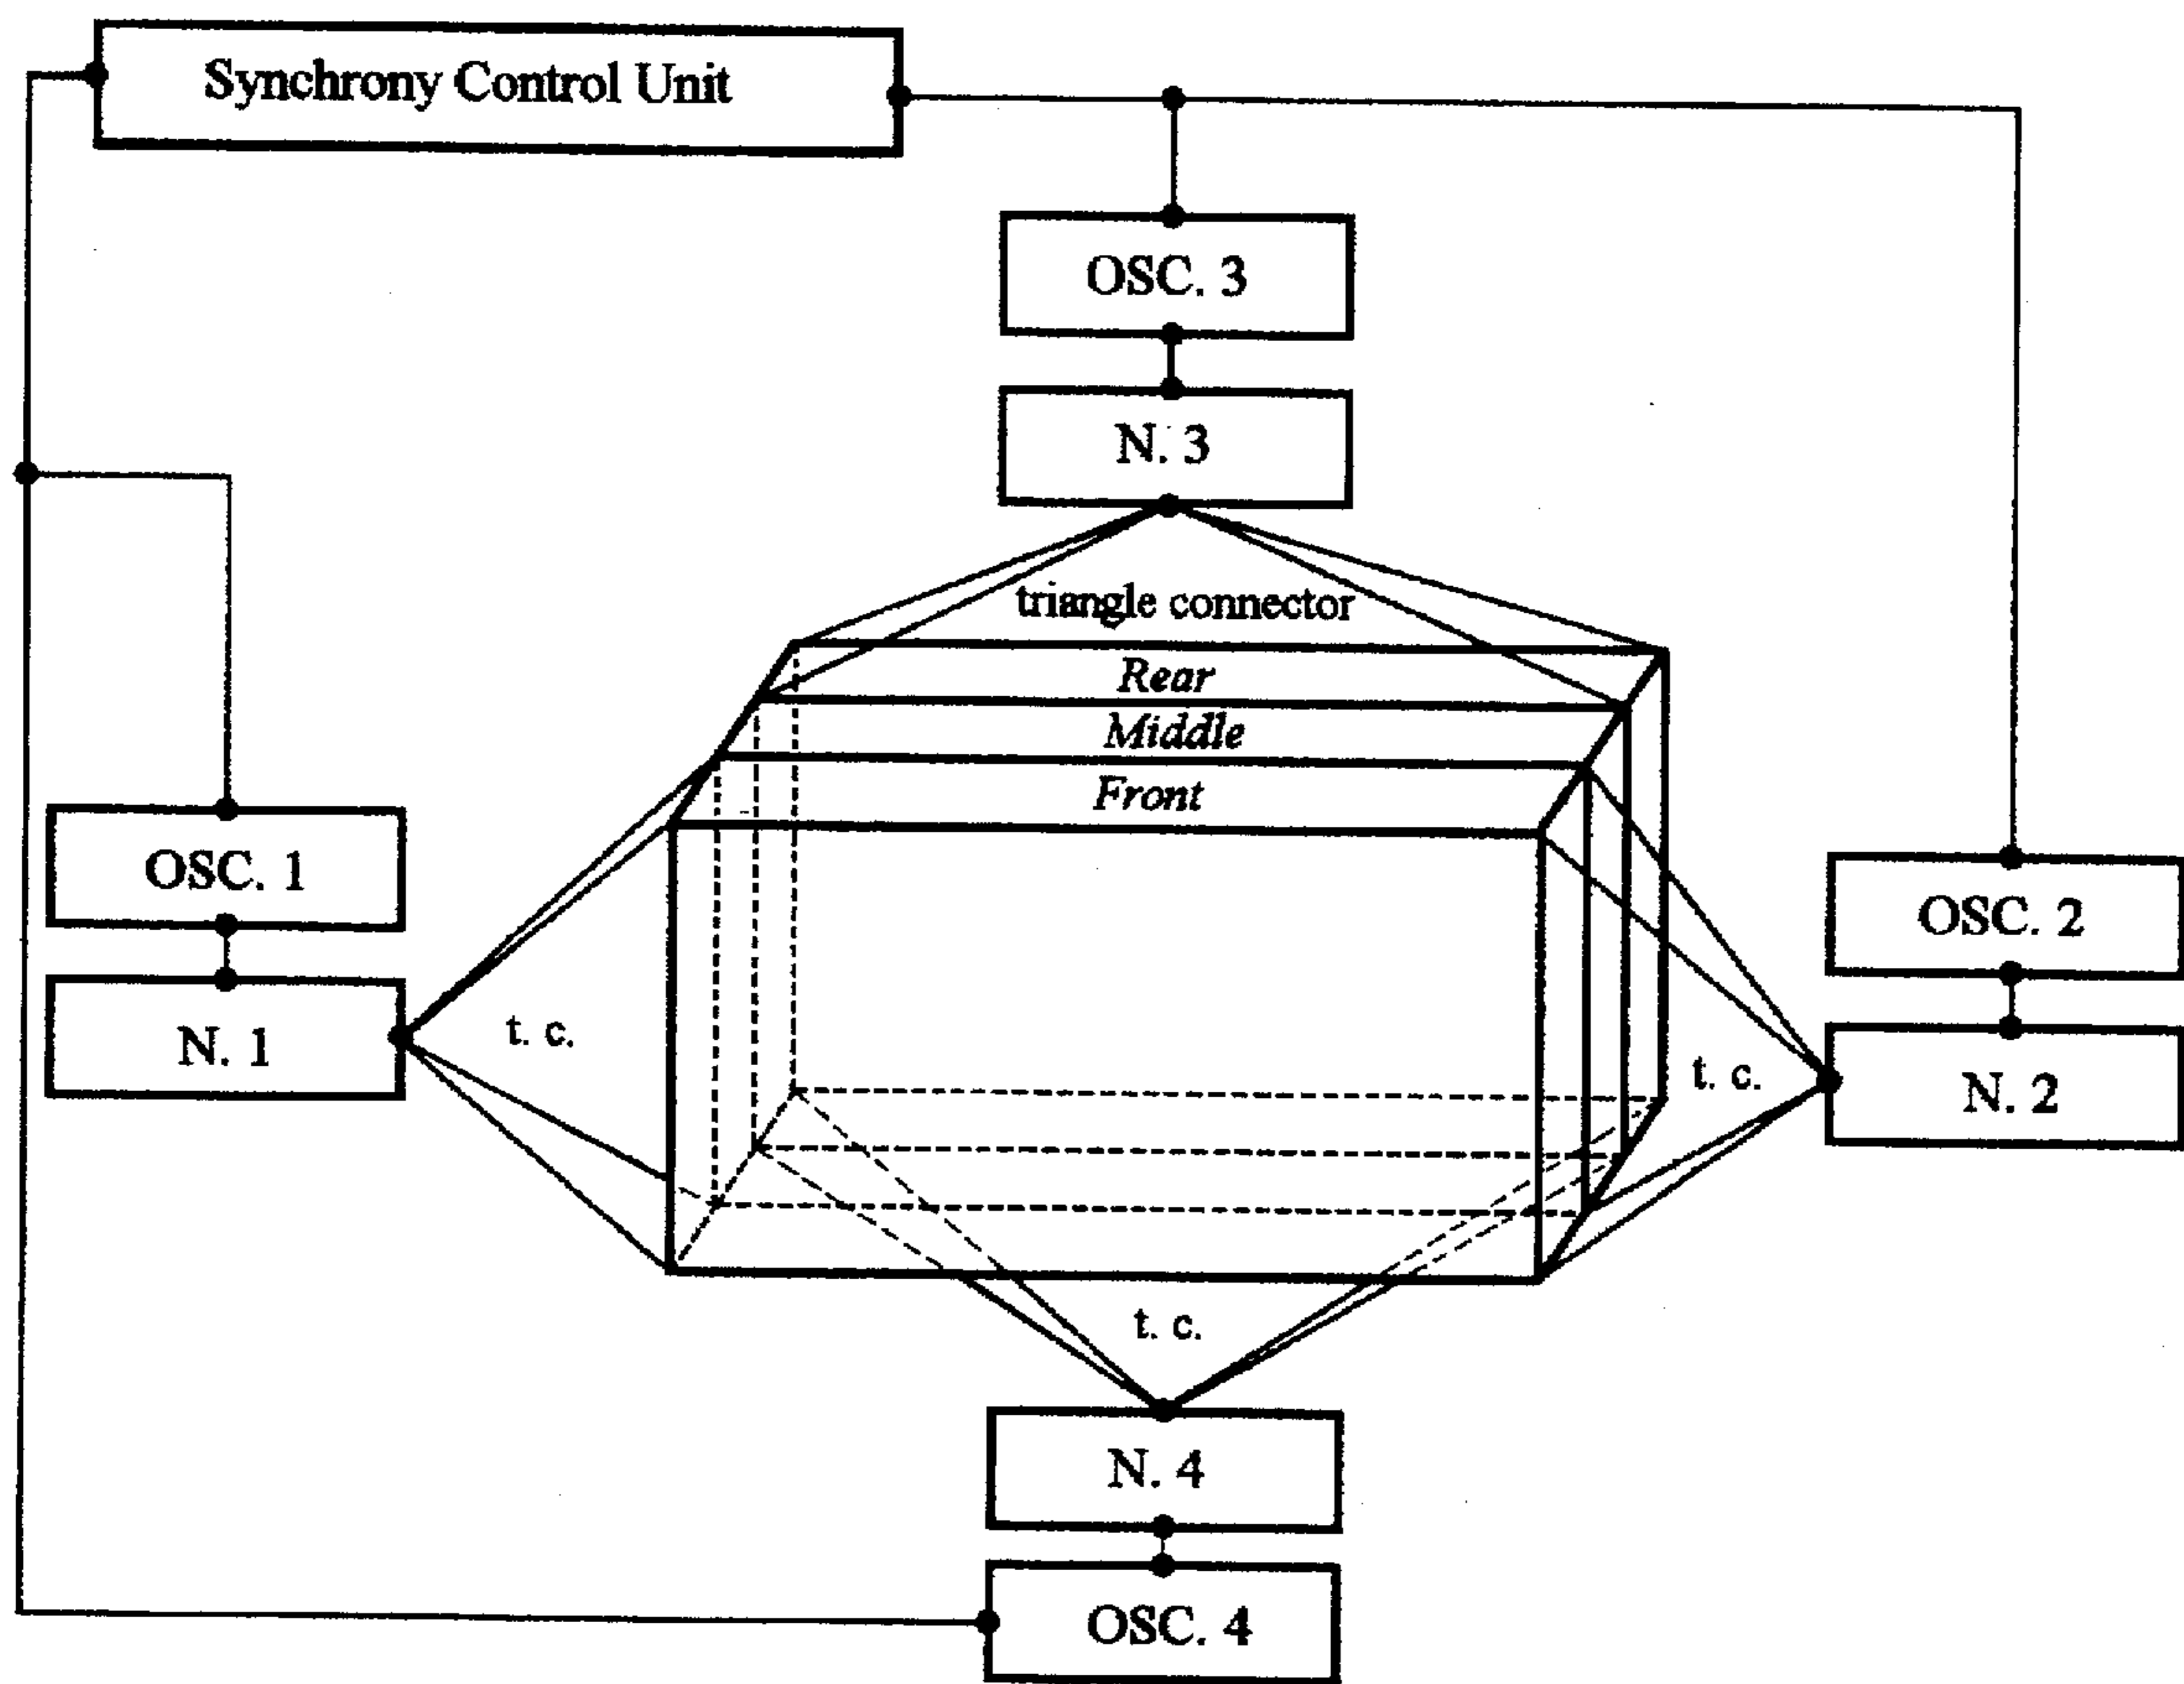 Synchrony Control Unit
OSC. 3
N. 3
triangle connector
Rear
Middle
Front
OSC. 1
OSC. 2
N. 1
t. c.
t. c.
N. 2
t. c.
N. 4
OSC. 4